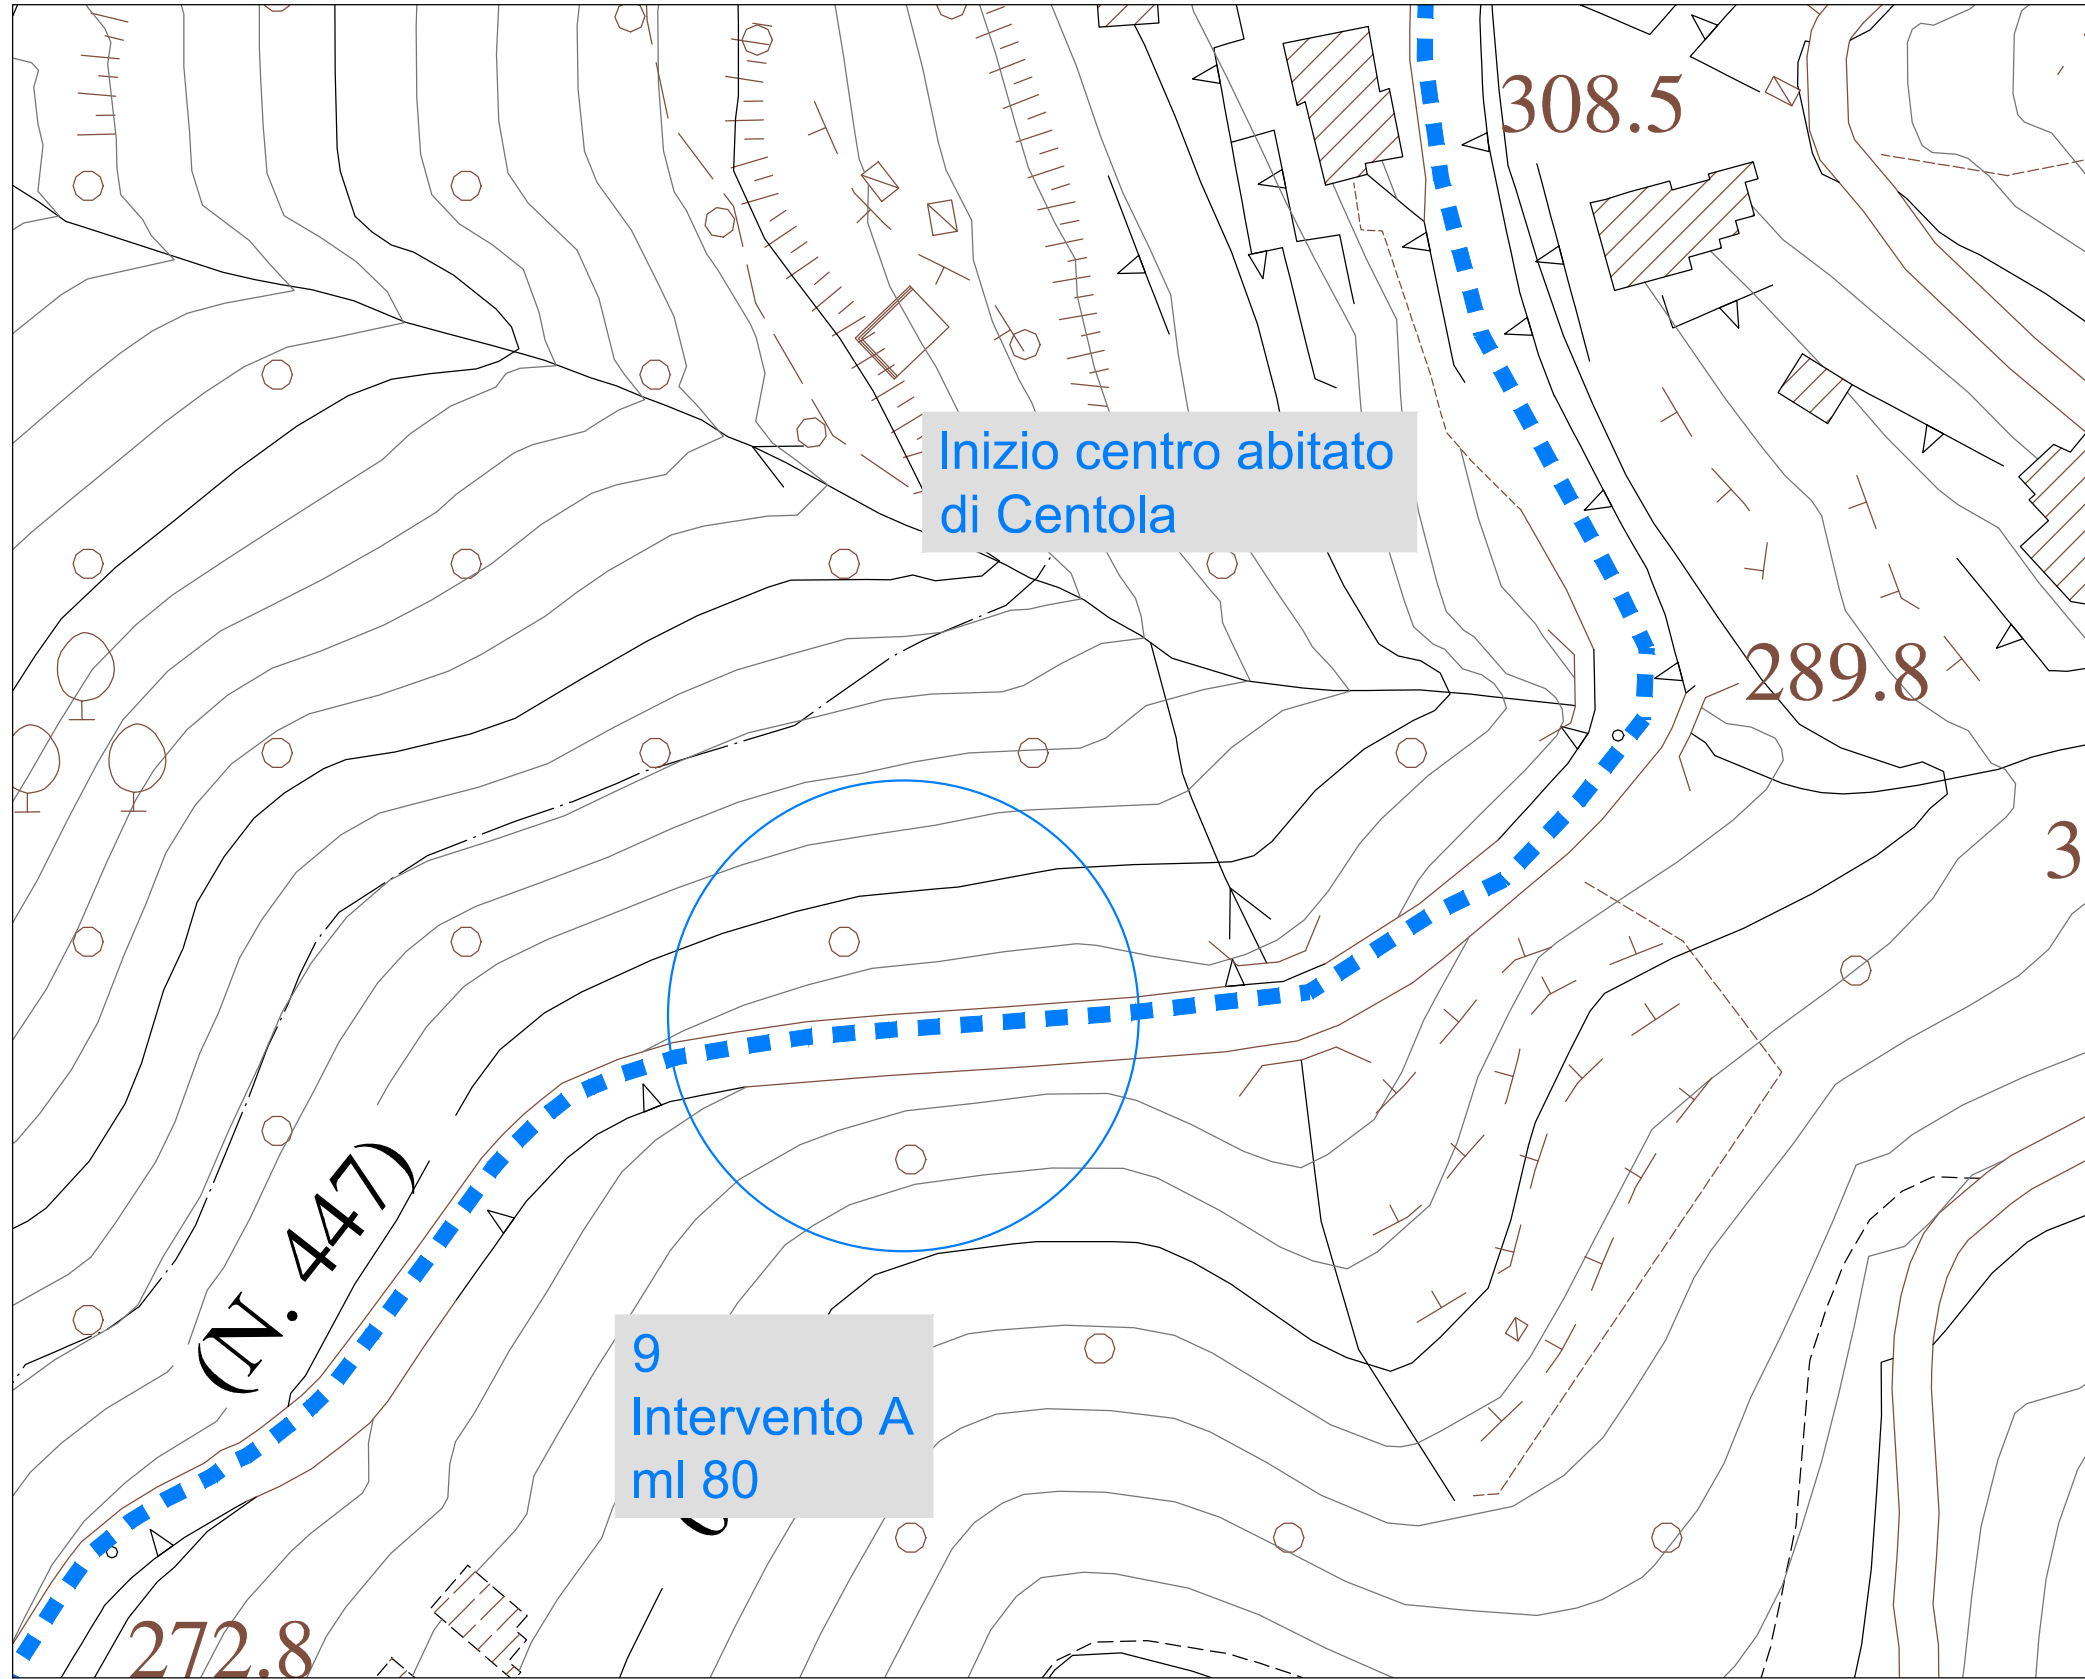 308.5
Inizio centro abitato
di Centola
289.8
3
(N. 447)
9
Intervento A
ml 80
272.8